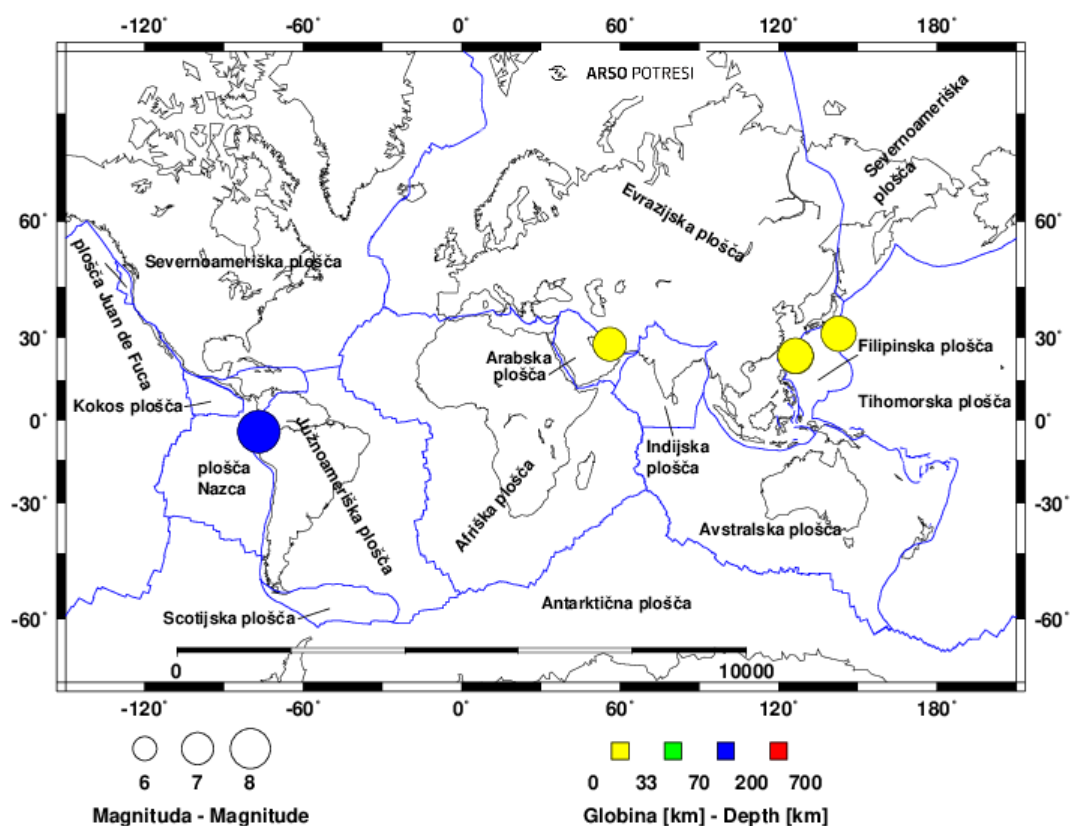 -120° -60° 0° 60° 120° 180°
ARSO POTRESI
Severnoameriška
plošča
Evrazijska plošča
60° 60°
Severnoameriška plošča
plošča Juan de Fuca
30° 30°
Arabska
plošča
Filipinska plošča
Kokos plošča
Tihomorska plošča
0° 0°
Južnoameriška plošča
Indijska
plošča
plošča
Nazca
Afriška plošča
-30° -30°
Avstralska plošča
Antarktična plošča
Scotijska plošča
-60° -60°
0 10000
-120° -60° 0° 60° 120° 180°
6 7 8
0 33 70 200 700
Magnituda - Magnitude
Globina [km] - Depth [km]